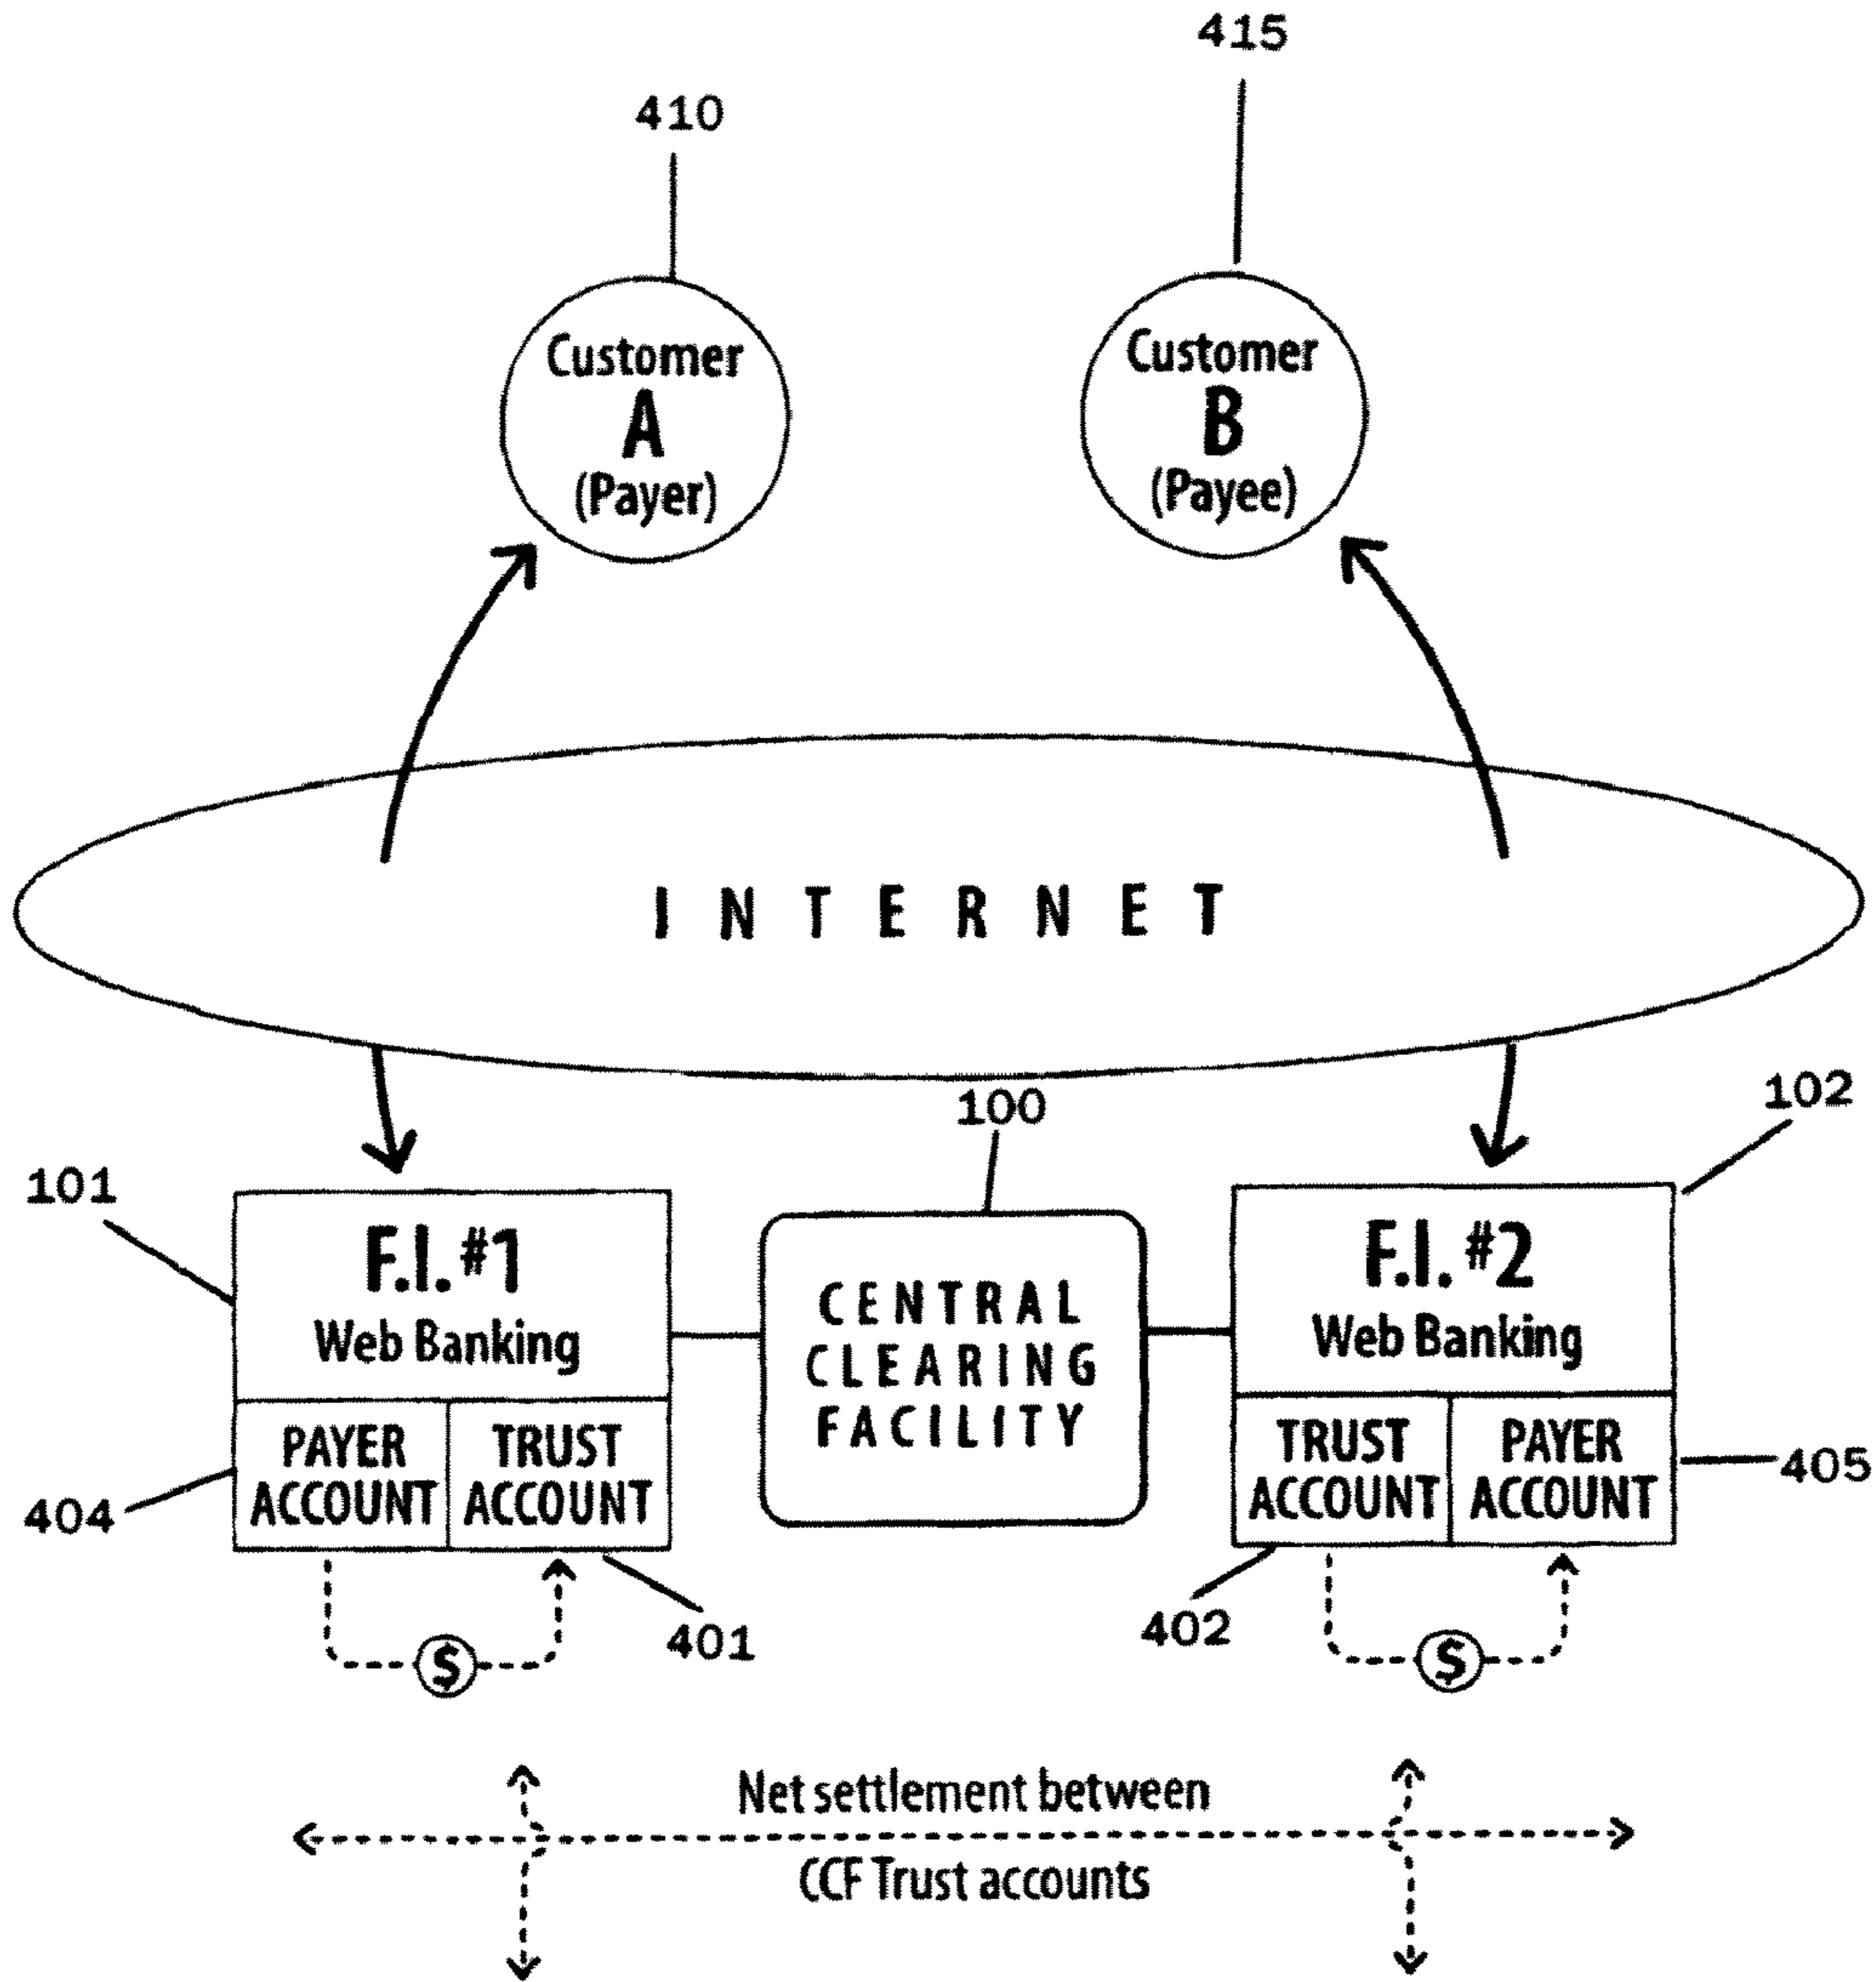 415
410
Customer
A
(Payer)
Customer
B
(Payee)
INTERNET
100
102
101
F.I. #1
Web Banking
CENTRAL
CLEARING
FACILITY
F.I. #2
Web Banking
PAYER
ACCOUNT
TRUST
ACCOUNT
TRUST
ACCOUNT
PAYER
ACCOUNT
405
404
401
402
$
$
Net settlement between
CCF Trust accounts